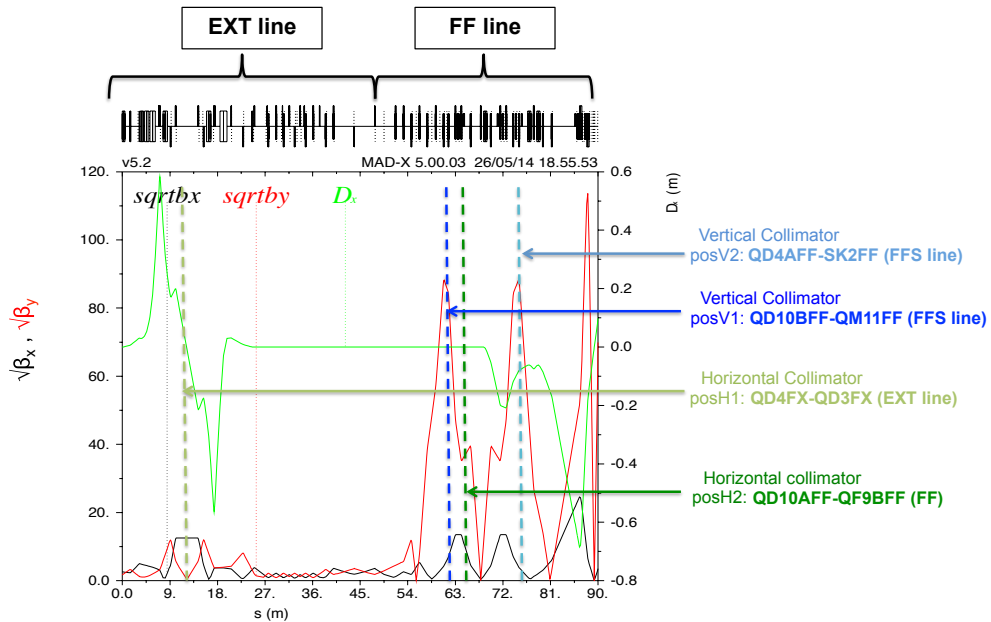 EXT line
FF line
v5.2
MAD-X 5.00.03 26/05/14 18.55.53
sqrtbx
sqrtby
Dx
120.
100.
80.
60.
40.
20.
0.0
√βx , √βy
0.6
0.4
0.2
0.0
-0.2
-0.4
-0.6
-0.8
Dx (m)
0.0
9.
18.
27.
36.
45.
54.
63.
72.
81.
90.
s (m)
Vertical Collimator
posV2: QD4AFF-SK2FF (FFS line)
Vertical Collimator
posV1: QD10BFF-QM11FF (FFS line)
Horizontal Collimator
posH1: QD4FX-QD3FX (EXT line)
Horizontal collimator
posH2: QD10AFF-QF9BFF (FF)